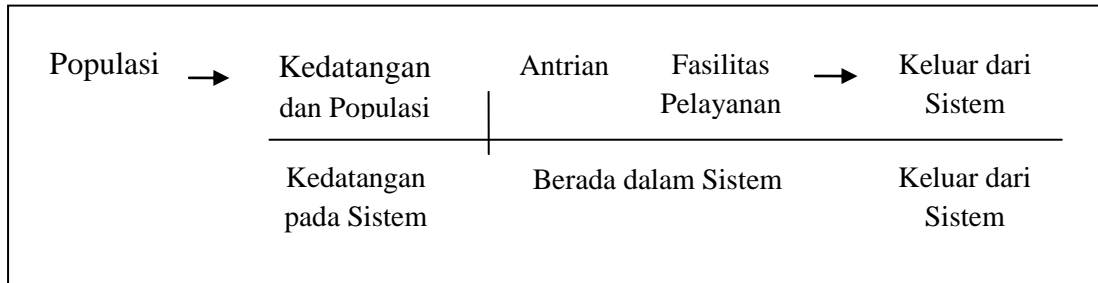 Populasi
Kedatangan
dan Populasi
Antrian
Fasilitas
Pelayanan
Keluar dari
Sistem
Kedatangan
pada Sistem
Berada dalam Sistem
Keluar dari
Sistem